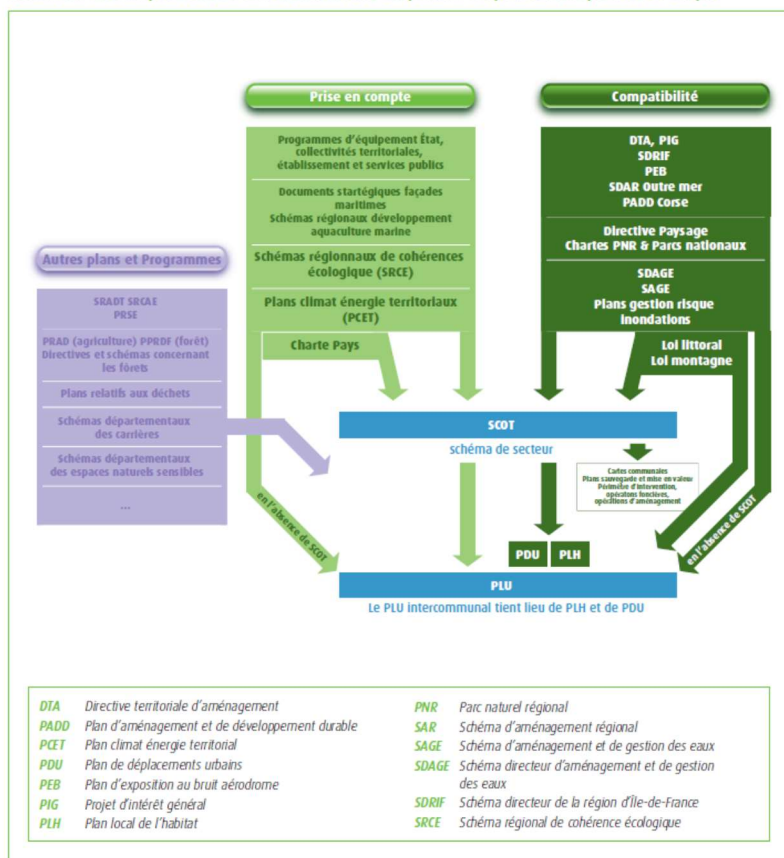 Prise en compte
Programmes d'équipement État,
collectivités territoriales,
établissement et services publics
Documents startégiques façades
maritimes
Schémas régionaux développement
aquaculture marine
Schémas régionnaux de cohérences
écologique (SRCE)
Plans climat énergie territoriaux
(PCET)
Charte Pays
Compatibilité
DTA, PIG
SDRIF
PEB
SDAR Outre mer
PADD Corse
Directive Paysage
Chartes PNR & Parcs nationaux
SDAGE
SAGE
Plans gestion risque
inondations
Loi littoral
Loi montagne
Autres plans et Programmes
SRADT SRCAE
PRSE
PRAD (agriculture) PPRDF (forêt)
Directives et schémas concernant
les fôrets
Plans relatifs aux déchets
Schémas départementaux
des carrières
Schémas départementaux
des espaces naturels sensibles
...
SCOT
schéma de secteur
Cartes communales
Plans sauvegarde et mise en valeur
Périmètre d'intervention,
opératons foncières,
opérations d'aménagement
en l'absence de SCOT
en l'absence de SCOT
PDU
PLH
PLU
Le PLU intercommunal tient lieu de PLH et de PDU
DTA Directive territoriale d'aménagement
PADD Plan d'aménagement et de développement durable
PCET Plan climat énergie territorial
PDU Plan de déplacements urbains
PEB Plan d'exposition au bruit aérodrome
PIG Projet d'intérêt général
PLH Plan local de l'habitat
PNR Parc naturel régional
SAR Schéma d'aménagement régional
SAGE Schéma d'aménagement et de gestion des eaux
SDAGE Schéma directeur d'aménagement et de gestion
des eaux
SDRIF Schéma directeur de la région d'Île-de-France
SRCE Schéma régional de cohérence écologique